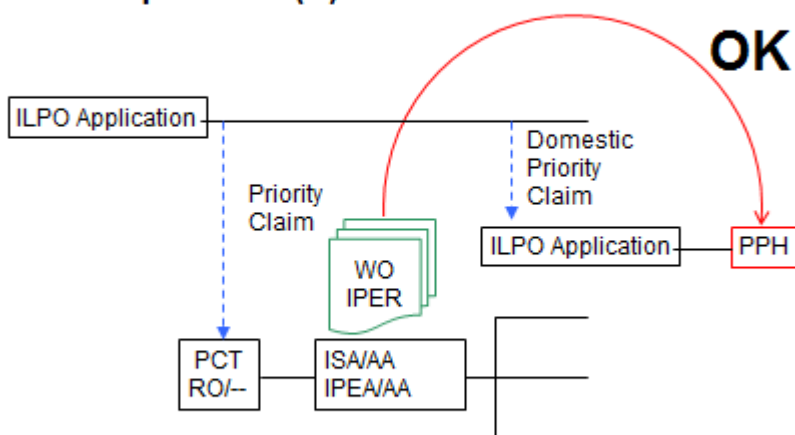 OK
ILPO Application
Domestic
Priority
Claim
Priority
Claim
ILPO Application
PPH
WO
IPER
PCT
RO/--
ISA/AA
IPEA/AA